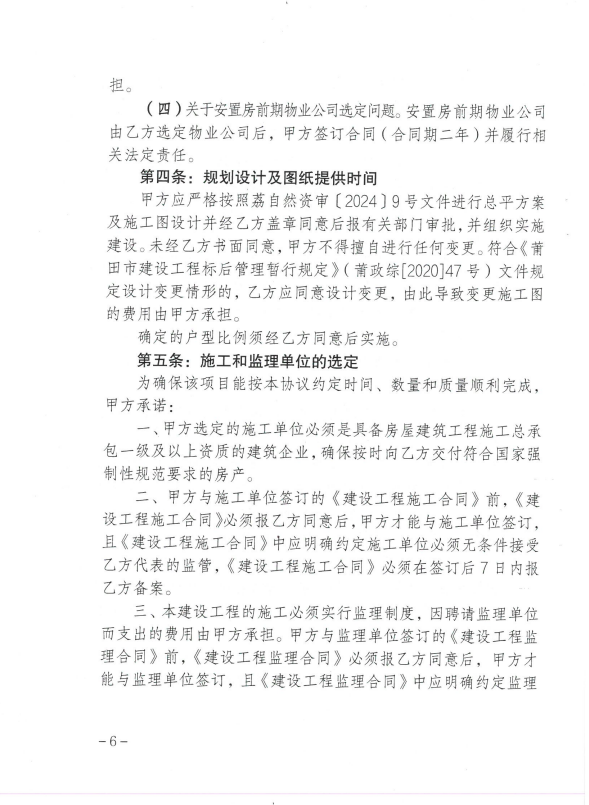 担。
（四）关于安置房前期物业公司选定问题。安置房前期物业公司
由乙方选定物业公司后，甲方签订合同（合同期二年）并履行相
关法定责任。
第四条：规划设计及图纸提供时间
甲方应严格按照荔自然资审〔2024〕9号文件进行总平方案
及施工图设计并经乙方盖章同意后报有关部门审批，并组织实施
建设。未经乙方书面同意，甲方不得擅自进行任何变更。符合《莆
田市建设工程标后管理暂行规定》（莆政综[2020]47号）文件规
定设计变更情形的，乙方应同意设计变更，由此导致变更施工图
的费用由甲方承担。
确定的户型比例须经乙方同意后实施。
第五条：施工和监理单位的选定
为确保该项目能按本协议约定时间、数量和质量顺利完成，
甲方承诺：
一、甲方选定的施工单位必须是具备房屋建筑工程施工总承
包一级及以上资质的建筑企业，确保按时向乙方交付符合国家强
制性规范要求的房产。
二、甲方与施工单位签订的《建设工程施工合同》前，《建
设工程施工合同》必须报乙方同意后，甲方才能与施工单位签订，
且《建设工程施工合同》中应明确约定施工单位必须无条件接受
乙方代表的监管，《建设工程施工合同》必须在签订后7日内报
乙方备案。
三、本建设工程的施工必须实行监理制度，因聘请监理单位
而支出的费用由甲方承担。甲方与监理单位签订的《建设工程监
理合同》前，《建设工程监理合同》必须报乙方同意后，甲方才
能与监理单位签订，且《建设工程监理合同》中应明确约定监理
-6-